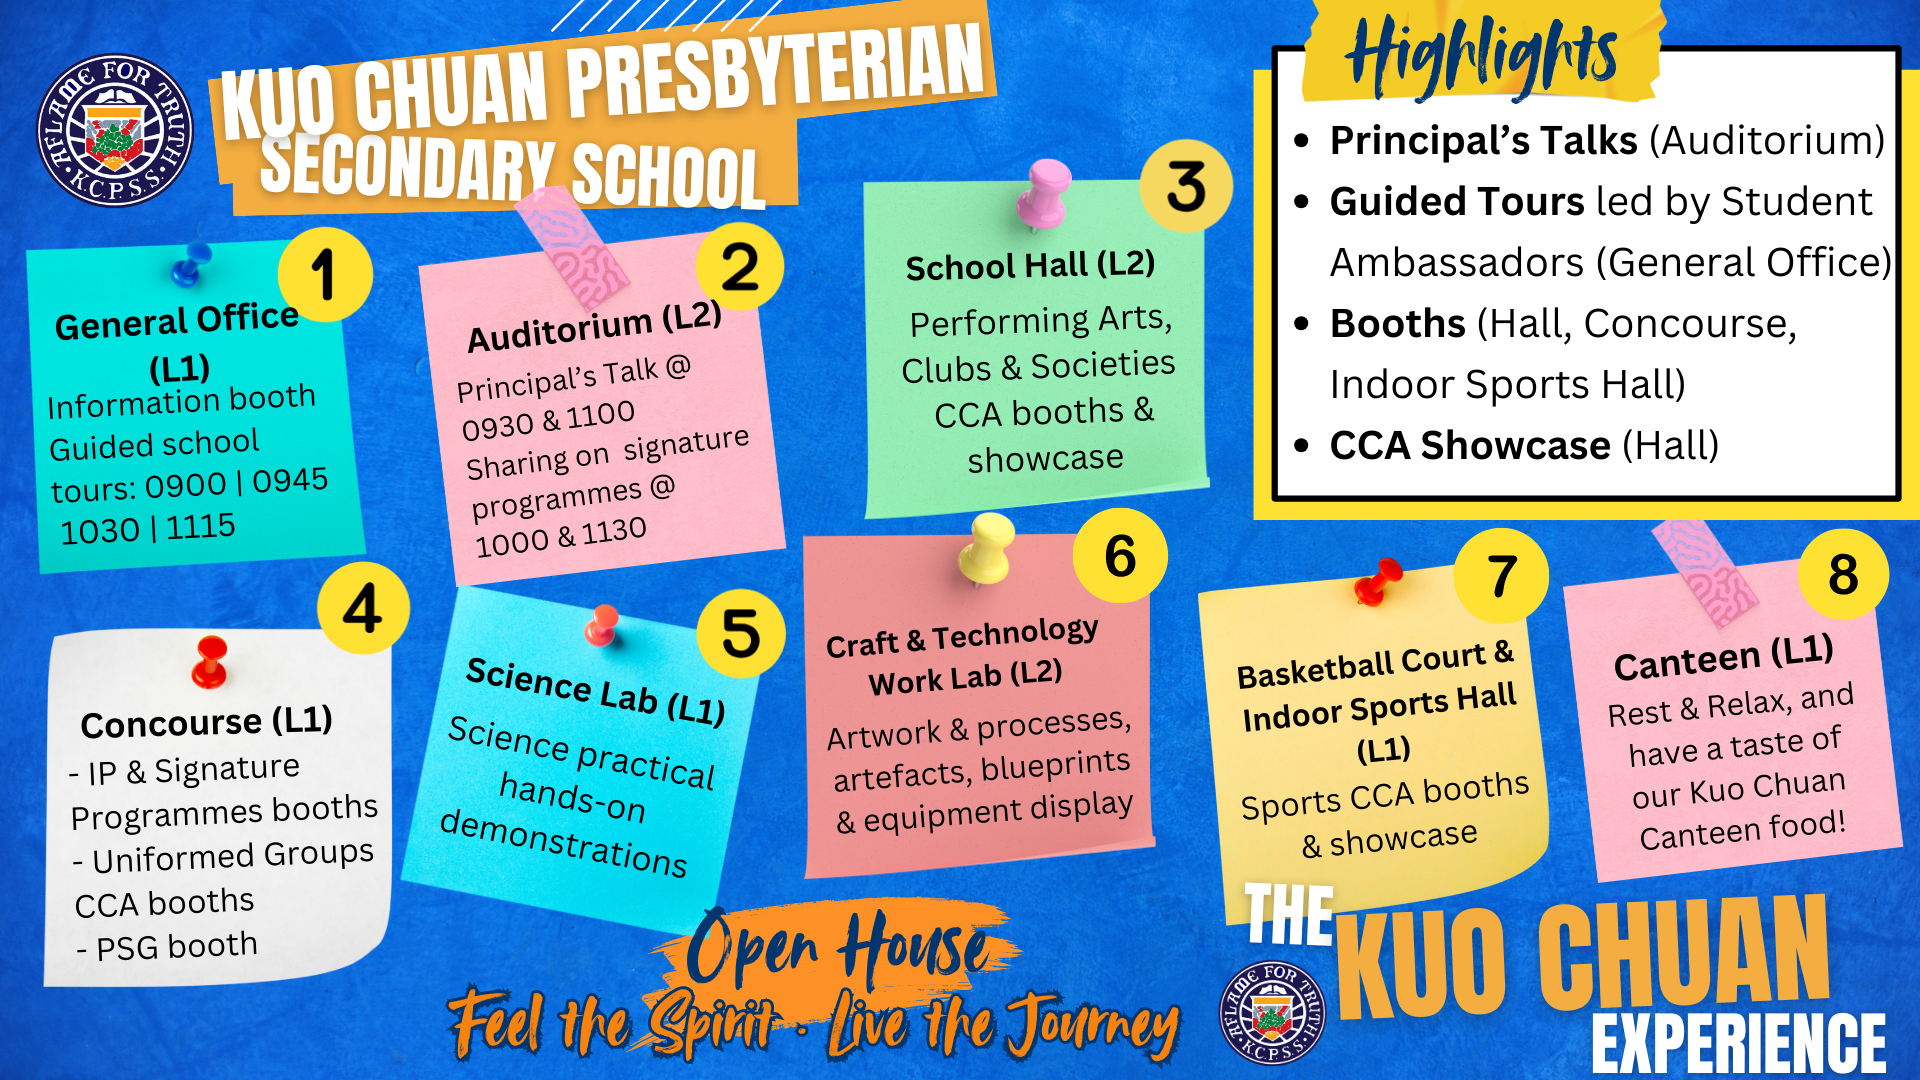 AFLAME FOR TRUTH
K.C.P.S.S.
KUO CHUAN PRESBYTERIAN
SECONDARY SCHOOL
Highlights
• Principal's Talks (Auditorium)
• Guided Tours led by Student
Ambassadors (General Office)
• Booths (Hall, Concourse,
Indoor Sports Hall)
• CCA Showcase (Hall)
1
General Office
(L1)
Information booth
Guided school
tours: 0900 | 0945
1030 | 1115
2
Auditorium (L2)
Principal's Talk @
0930 & 1100
Sharing on signature
programmes @
1000 & 1130
3
School Hall (L2)
Performing Arts,
Clubs & Societies
CCA booths &
showcase
4
Concourse (L1)
- IP & Signature
Programmes booths
- Uniformed Groups
CCA booths
- PSG booth
5
Science Lab (L1)
Science practical
hands-on
demonstrations
6
Craft & Technology
Work Lab (L2)
Artwork & processes,
artefacts, blueprints
& equipment display
7
Basketball Court &
Indoor Sports Hall
(L1)
Sports CCA booths
& showcase
8
Canteen (L1)
Rest & Relax, and
have a taste of
our Kuo Chuan
Canteen food!
Open House
Feel the Spirit · Live the Journey
AFLAME FOR TRUTH
K.C.P.S.S.
THE
KUO CHUAN
EXPERIENCE